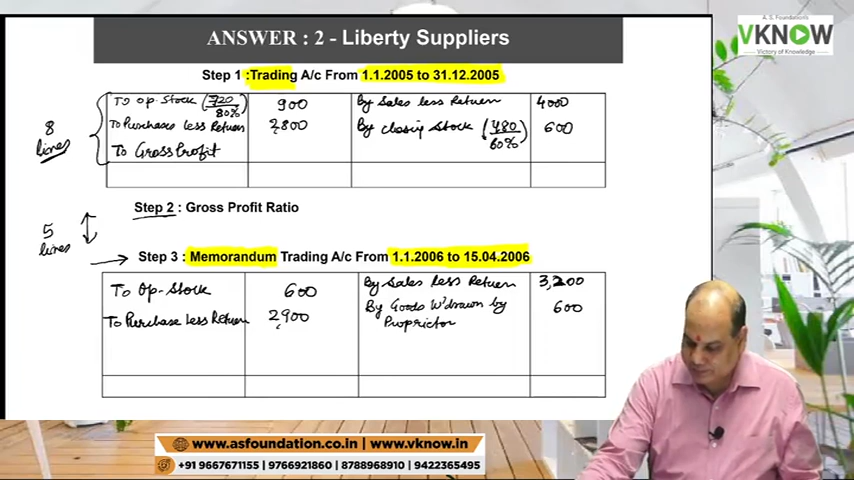 ANSWER : 2 - Liberty Suppliers
A. S. Foundation's
VKNOW
Victory of Knowledge
Step 1 :Trading A/c From 1.1.2005 to 31.12.2005
8 lines
To Op. Stock (720/80%) 900 By Sales less Return 4000
To Purchases less Return 2,800 By closing Stock (480/60%) 600
To Gross Profit
Step 2 : Gross Profit Ratio
5 lines
Step 3 : Memorandum Trading A/c From 1.1.2006 to 15.04.2006
To Op. Stock 600 By Sales less Return 3,200
To Purchase less Return 2,900 By Goods W'drawn by Proprietor 600
www.asfoundation.co.in | www.vknow.in
+91 9667671155 | 9766921860 | 8788968910 | 9422365495